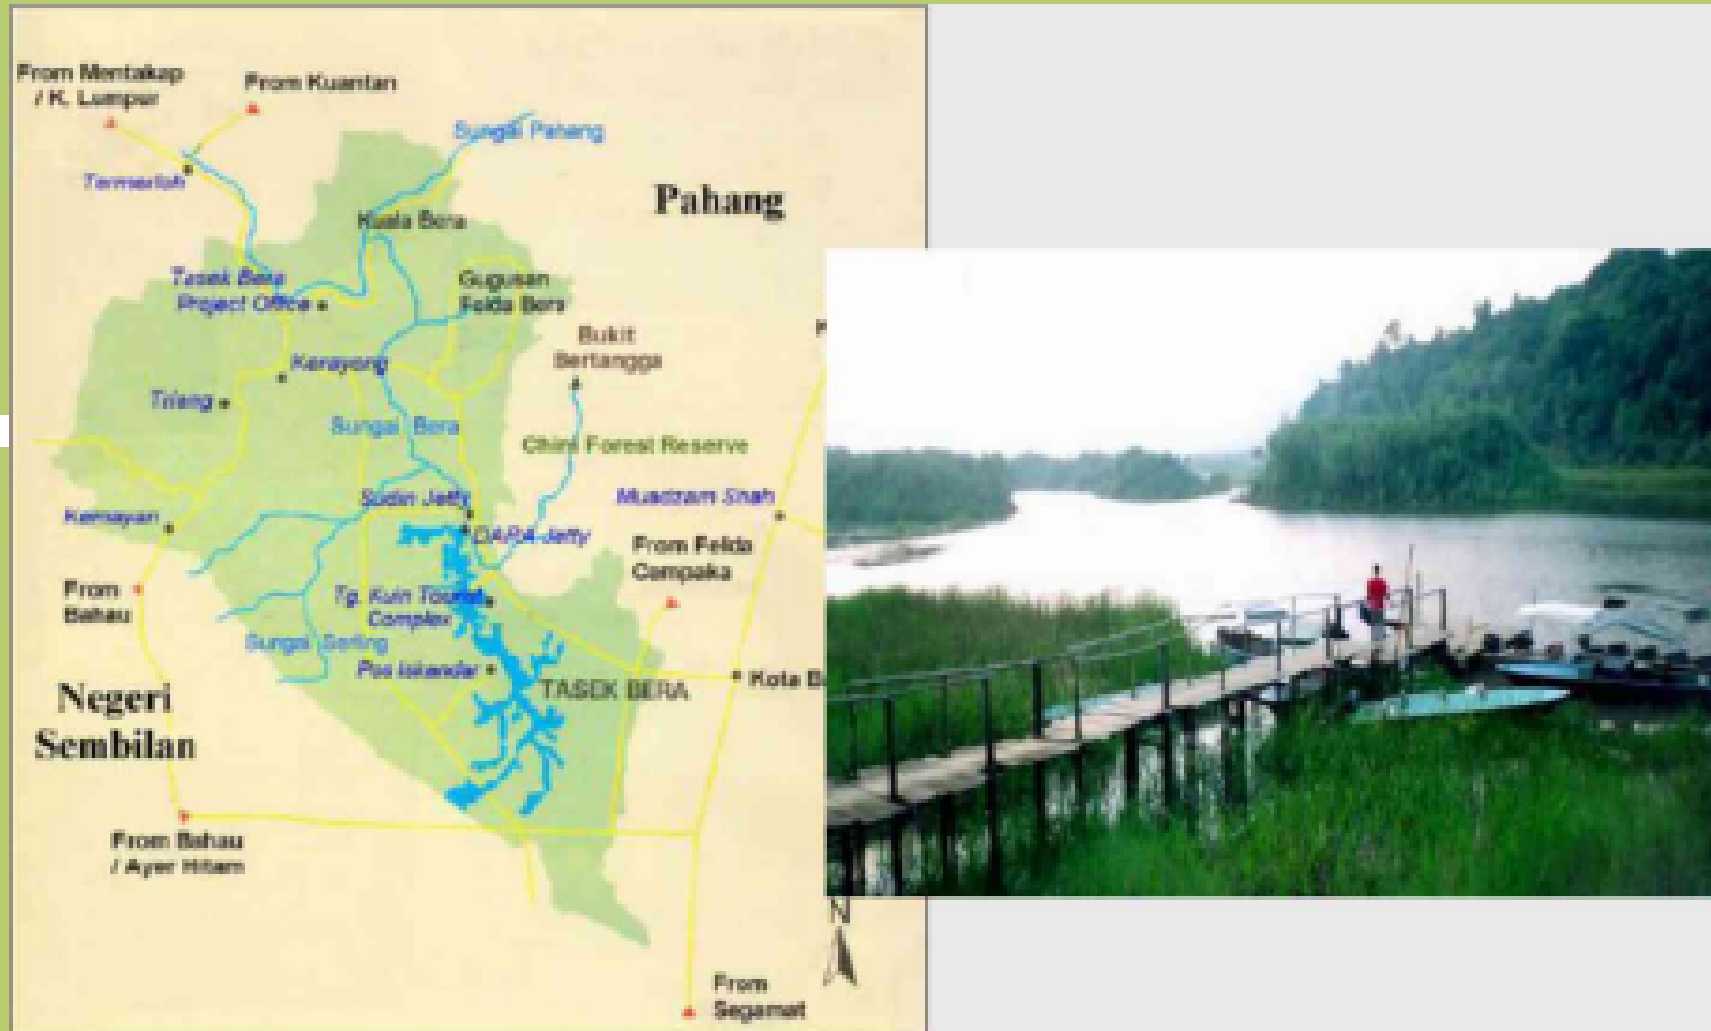 From Mentakap
/ K. Lumpur
From Kuantan
Sungai Pahang
Termerloh
Pahang
Kuala Bera
Tasek Bera
Project Office
Gugusan
Felda Bera
Bukit
Bertangga
Kerayong
Triang
Sungai Bera
Chini Forest Reserve
Sudin Jetty
Muadzam Shah
Kemayan
DARA Jetty
From Felda
Cempaka
From
Bahau
Tg. Kuin Tourist
Complex
Sungai Serting
Pos Iskandar
Kota
TASEK BERA
Negeri
Sembilan
From Bahau
/ Ayer Hitam
N
From
Segamat